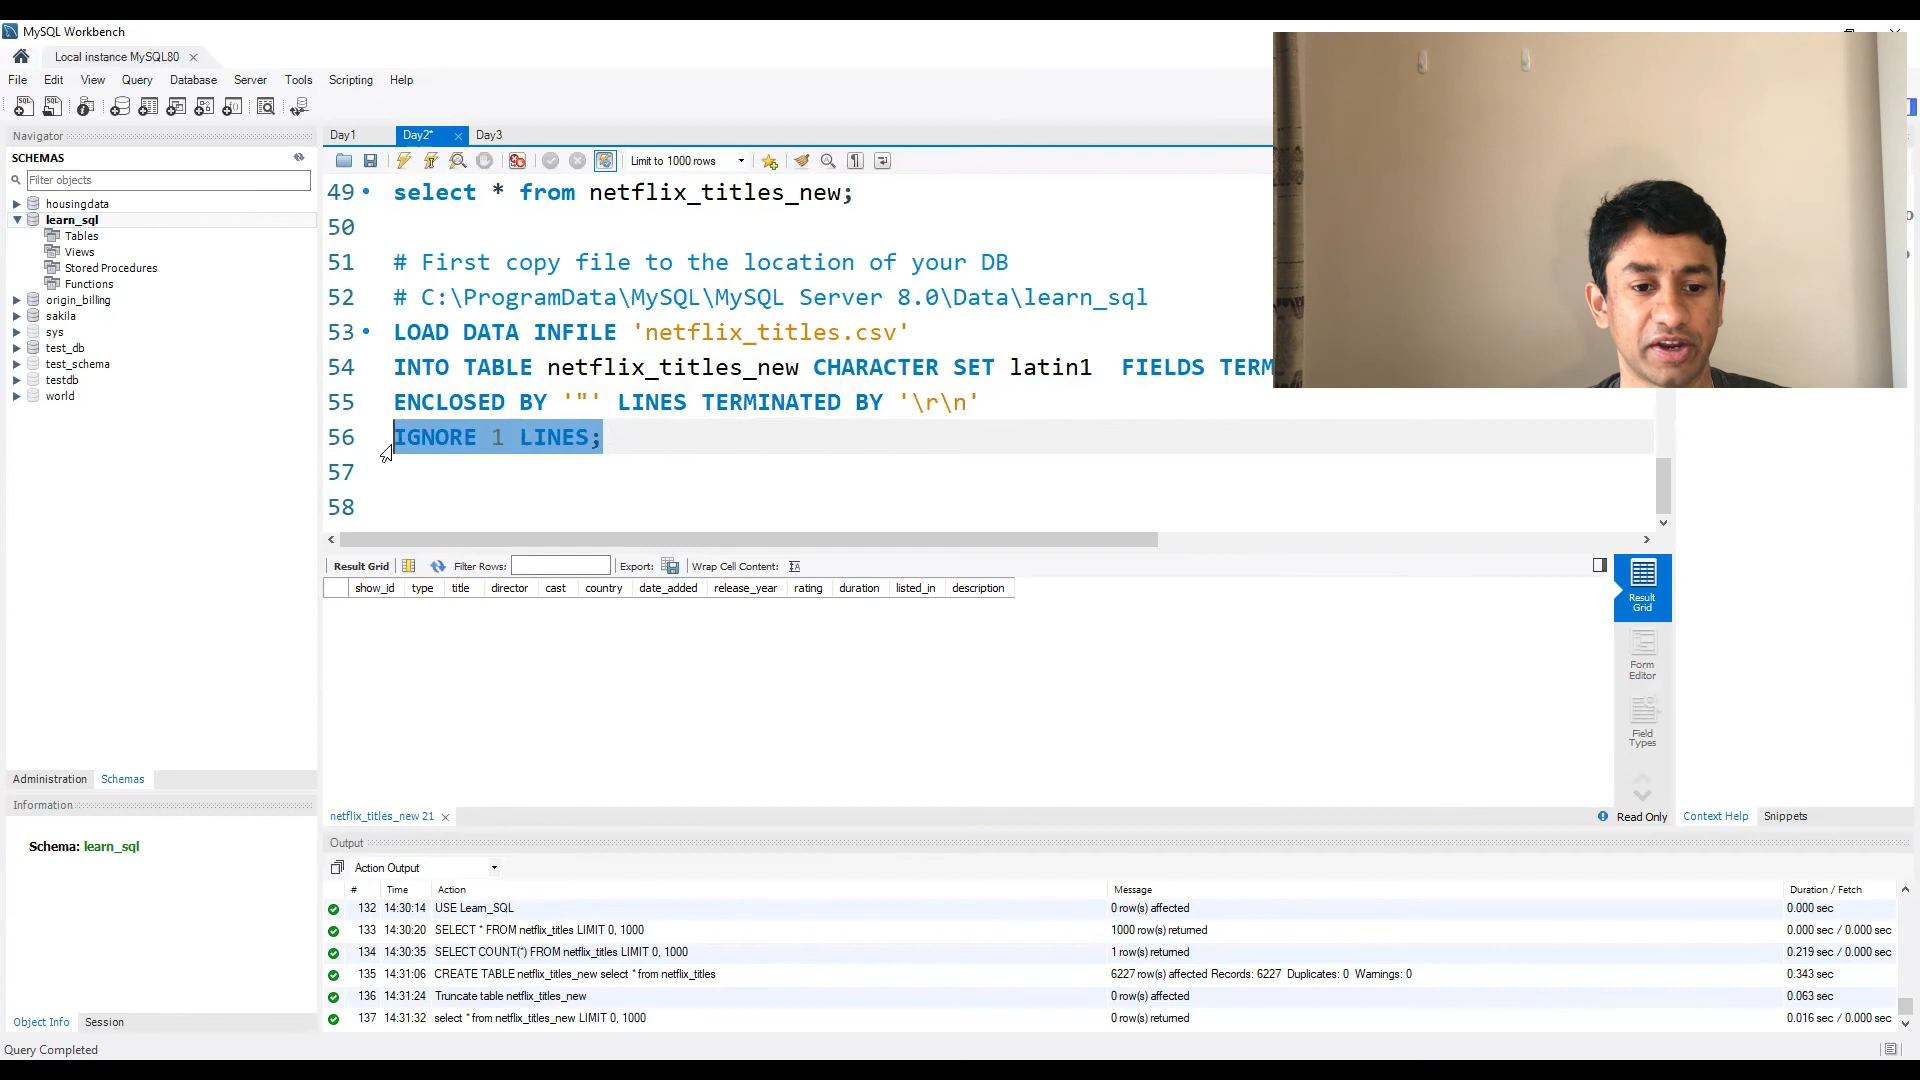 MySQL Workbench
Local instance MySQL80
File Edit View Query Database Server Tools Scripting Help
Navigator
SCHEMAS
Filter objects
housingdata
learn_sql
Tables
Views
Stored Procedures
Functions
origin_billing
sakila
sys
test_db
test_schema
testdb
world
Administration Schemas
Information
Schema: learn_sql
Object Info Session
Query Completed
Day1 Day2* Day3
Limit to 1000 rows
49 select * from netflix_titles_new;
50
51 # First copy file to the location of your DB
52 # C:\ProgramData\MySQL\MySQL Server 8.0\Data\learn_sql
53 LOAD DATA INFILE 'netflix_titles.csv'
54 INTO TABLE netflix_titles_new CHARACTER SET latin1 FIELDS TERM
55 ENCLOSED BY '"' LINES TERMINATED BY '\r\n'
56 IGNORE 1 LINES;
57
58
Result Grid Filter Rows: Export: Wrap Cell Content:
show_id type title director cast country date_added release_year rating duration listed_in description
Result Grid
Form Editor
Field Types
netflix_titles_new 21
Read Only
Context Help Snippets
Output
Action Output
# Time Action Message Duration / Fetch
132 14:30:14 USE Learn_SQL 0 row(s) affected 0.000 sec
133 14:30:20 SELECT * FROM netflix_titles LIMIT 0, 1000 1000 row(s) returned 0.000 sec / 0.000 sec
134 14:30:35 SELECT COUNT(*) FROM netflix_titles LIMIT 0, 1000 1 row(s) returned 0.219 sec / 0.000 sec
135 14:31:06 CREATE TABLE netflix_titles_new select * from netflix_titles 6227 row(s) affected Records: 6227 Duplicates: 0 Warnings: 0 0.343 sec
136 14:31:24 Truncate table netflix_titles_new 0 row(s) affected 0.063 sec
137 14:31:32 select * from netflix_titles_new LIMIT 0, 1000 0 row(s) returned 0.016 sec / 0.000 sec